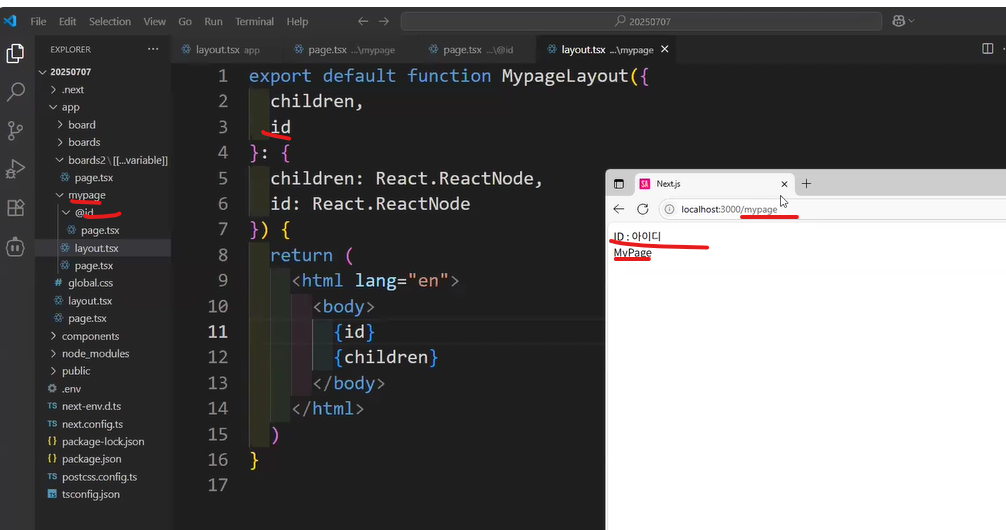 File Edit Selection View Go Run Terminal Help
20250707
EXPLORER
20250707
.next
app
board
boards
boards2 \ [[...variable]]
page.tsx
mypage
@id
page.tsx
layout.tsx
page.tsx
global.css
layout.tsx
page.tsx
components
node_modules
public
.env
TS next-env.d.ts
TS next.config.ts
{} package-lock.json
{} package.json
TS postcss.config.ts
tsconfig.json
layout.tsx app
page.tsx ...\mypage
page.tsx ...\@id
layout.tsx ...\mypage
1 export default function MypageLayout({
2 children,
3 id
4 }: {
5 children: React.ReactNode,
6 id: React.ReactNode
7 }) {
8 return (
9 <html lang="en">
10 <body>
11 {id}
12 {children}
13 </body>
14 </html>
15 )
16 }
17
SA Next.js
localhost:3000/mypage
ID : 아이디
MyPage